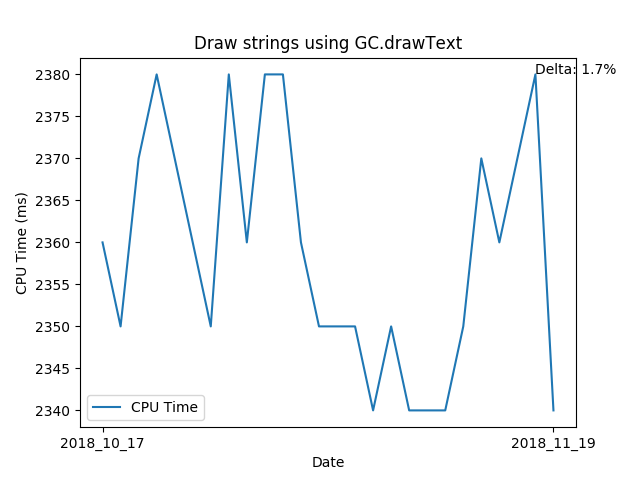 Draw strings using GC.drawText
Delta: 1.7%
CPU Time (ms)
2380
2375
2370
2365
2360
2355
2350
2345
2340
CPU Time
2018_10_17
2018_11_19
Date